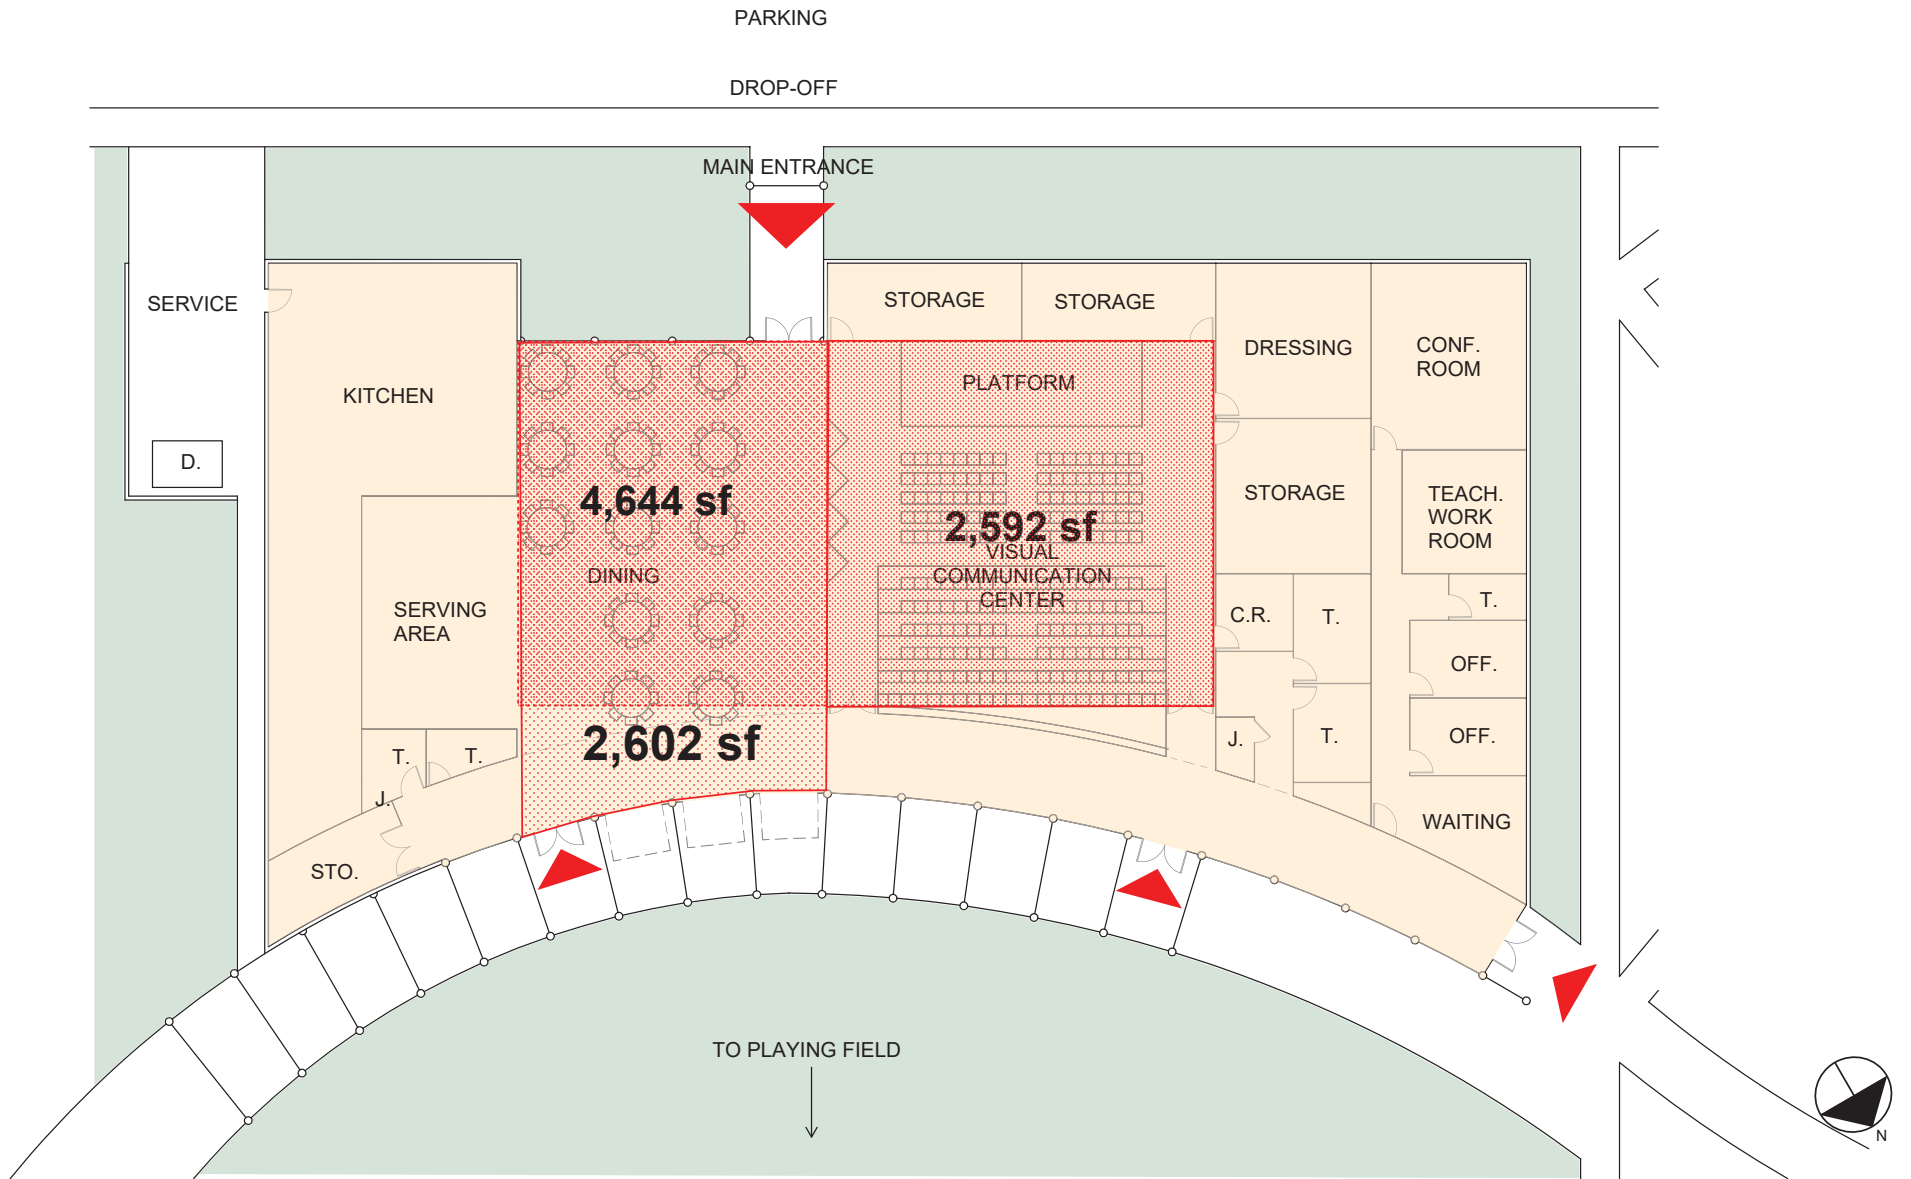 PARKING
DROP-OFF
MAIN ENTRANCE
SERVICE
STORAGE
STORAGE
DRESSING
CONF.
ROOM
KITCHEN
PLATFORM
D.
4,644 sf
2,592 sf
STORAGE
TEACH.
WORK
ROOM
VISUAL
COMMUNICATION
CENTER
DINING
SERVING
AREA
C.R.
T.
T.
OFF.
2,602 sf
T.
T.
J.
T.
OFF.
J.
WAITING
STO.
TO PLAYING FIELD
N